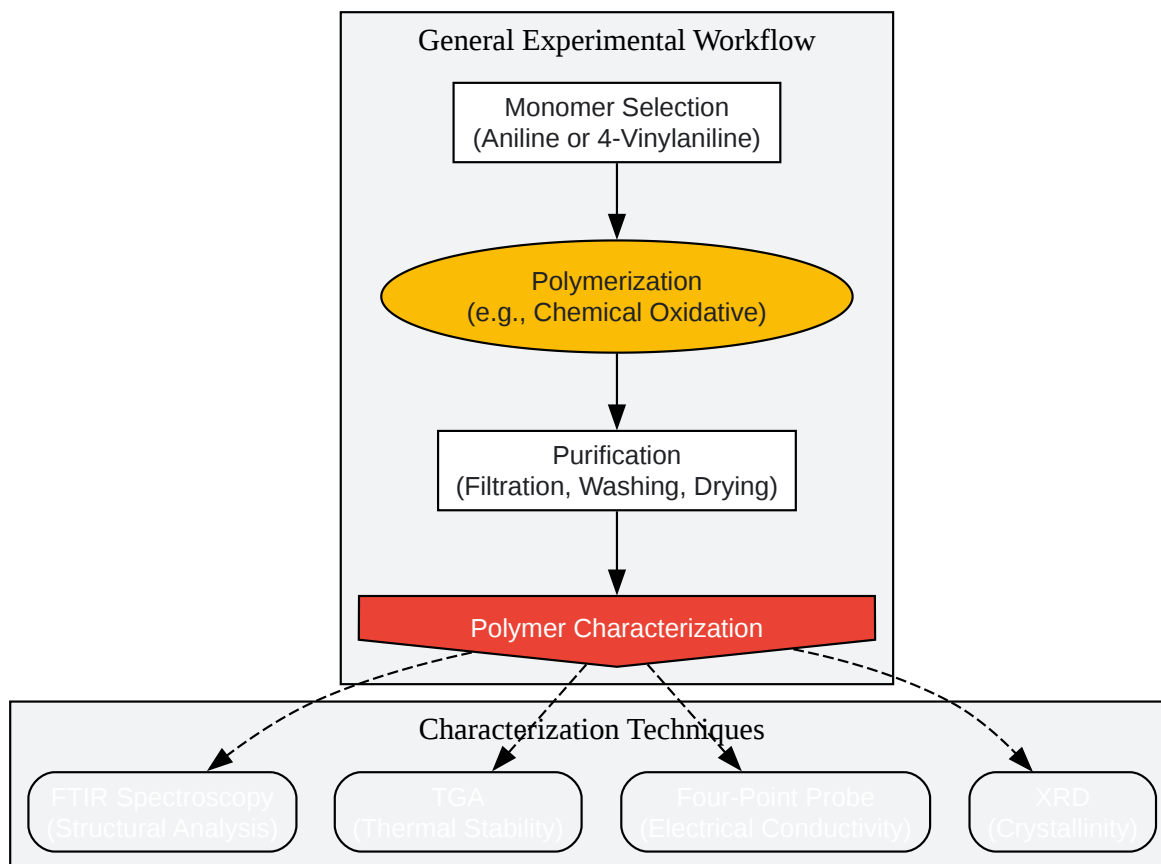 General Experimental Workflow
Monomer Selection
(Aniline or 4-Vinylaniline)
Polymerization
(e.g., Chemical Oxidative)
Purification
(Filtration, Washing, Drying)
Polymer Characterization
Characterization Techniques
FTIR Spectroscopy
(Structural Analysis)
TGA
(Thermal Stability)
Four-Point Probe
(Electrical Conductivity)
XRD
(Crystallinity)